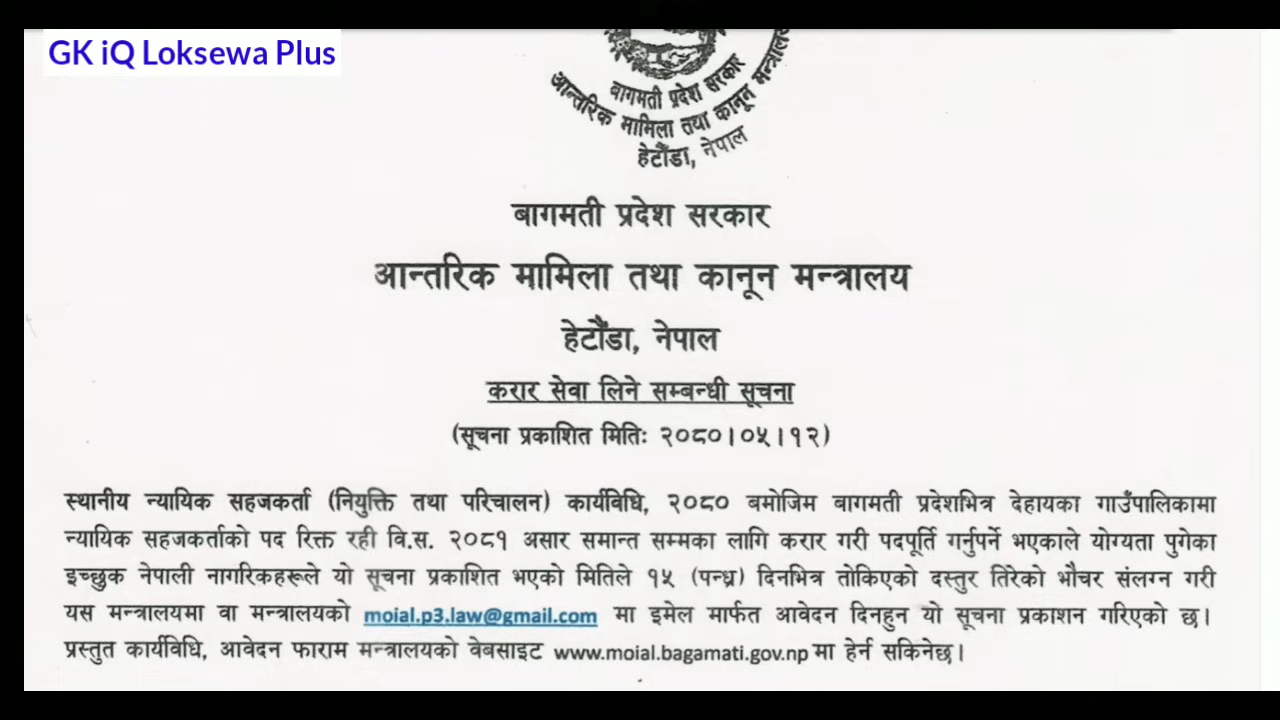 GK iQ Loksewa Plus
बागमती प्रदेश सरकार
आन्तरिक मामिला तथा कानून मन्त्रालय
हेटौंडा, नेपाल
बागमती प्रदेश सरकार
आन्तरिक मामिला तथा कानून मन्त्रालय
हेटौंडा, नेपाल
करार सेवा लिने सम्बन्धी सूचना
(सूचना प्रकाशित मितिः २०८०।०५।१२)
स्थानीय न्यायिक सहजकर्ता (नियुक्ति तथा परिचालन) कार्यविधि, २०८० बमोजिम बागमती प्रदेशभित्र देहायका गाउँपालिकामा
न्यायिक सहजकर्ताको पद रिक्त रही वि.स. २०८१ असार समान्त सम्मका लागि करार गरी पदपूर्ति गर्नुपर्ने भएकाले योग्यता पुगेका
इच्छुक नेपाली नागरिकहरूले यो सूचना प्रकाशित भएको मितिले १५ (पन्ध्र) दिनभित्र तोकिएको दस्तुर तिरेको भौचर संलग्न गरी
यस मन्त्रालयमा वा मन्त्रालयको moial.p3.law@gmail.com मा इमेल मार्फत आवेदन दिनहुन यो सूचना प्रकाशन गरिएको छ।
प्रस्तुत कार्यविधि, आवेदन फाराम मन्त्रालयको वेबसाइट www.moial.bagamati.gov.np मा हेर्न सकिनेछ।